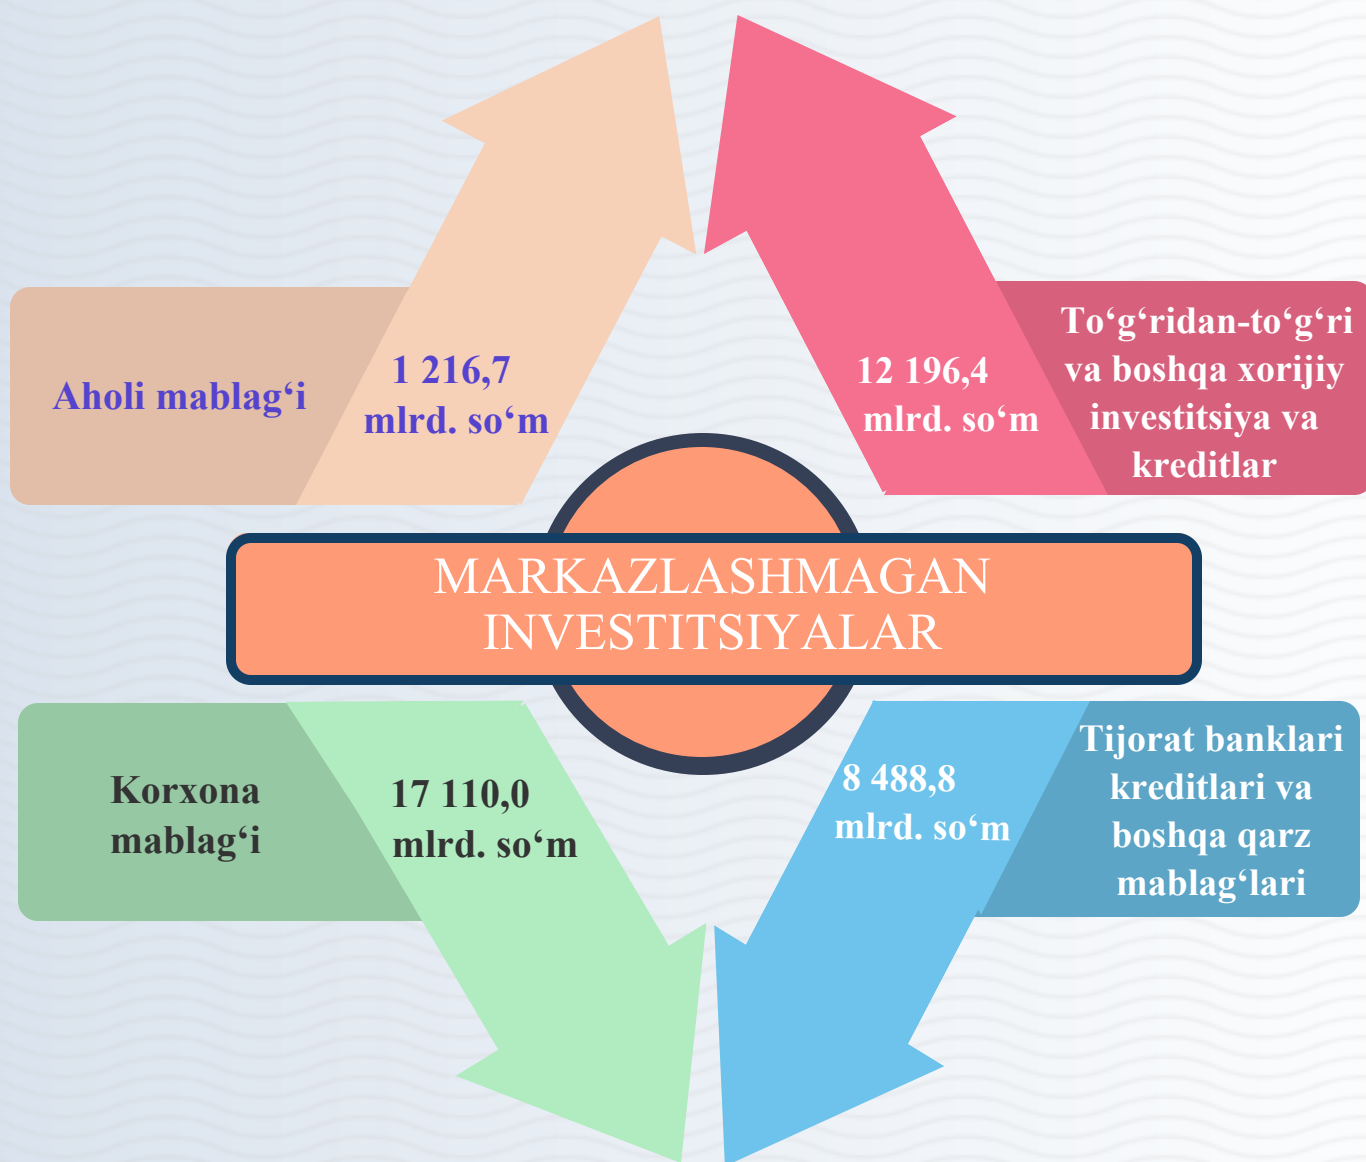 Aholi mablag‘i
1 216,7
mlrd. so‘m
12 196,4
mlrd. so‘m
To‘g‘ridan-to‘g‘ri
va boshqa xorijiy
investitsiya va
kreditlar
MARKAZLASHMAGAN
INVESTITSIYALAR
Korxona
mablag‘i
17 110,0
mlrd. so‘m
8 488,8
mlrd. so‘m
Tijorat banklari
kreditlari va
boshqa qarz
mablag‘lari